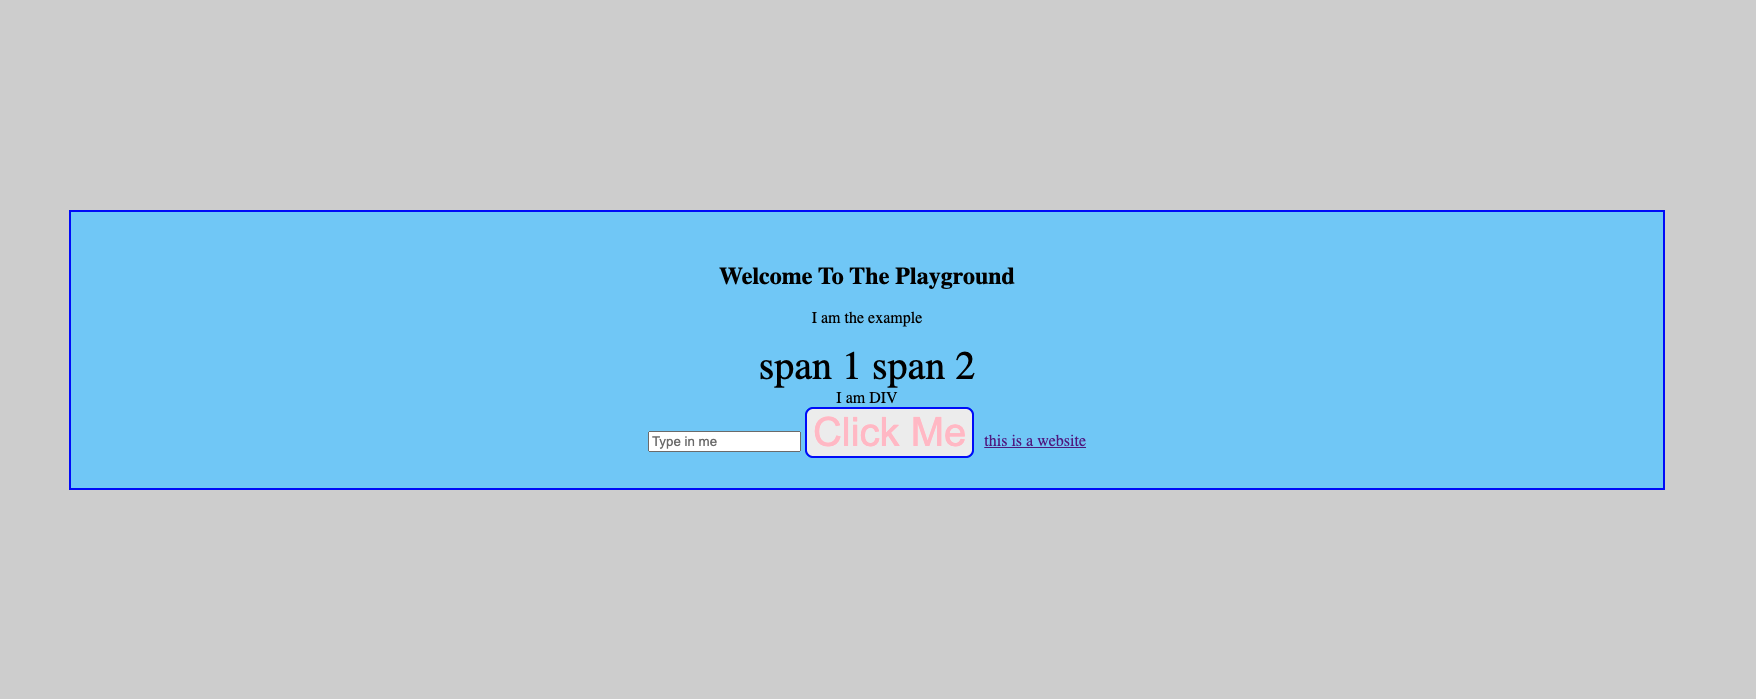 Welcome To The Playground
I am the example
span 1 span 2
I am DIV
Type in me Click Me this is a website